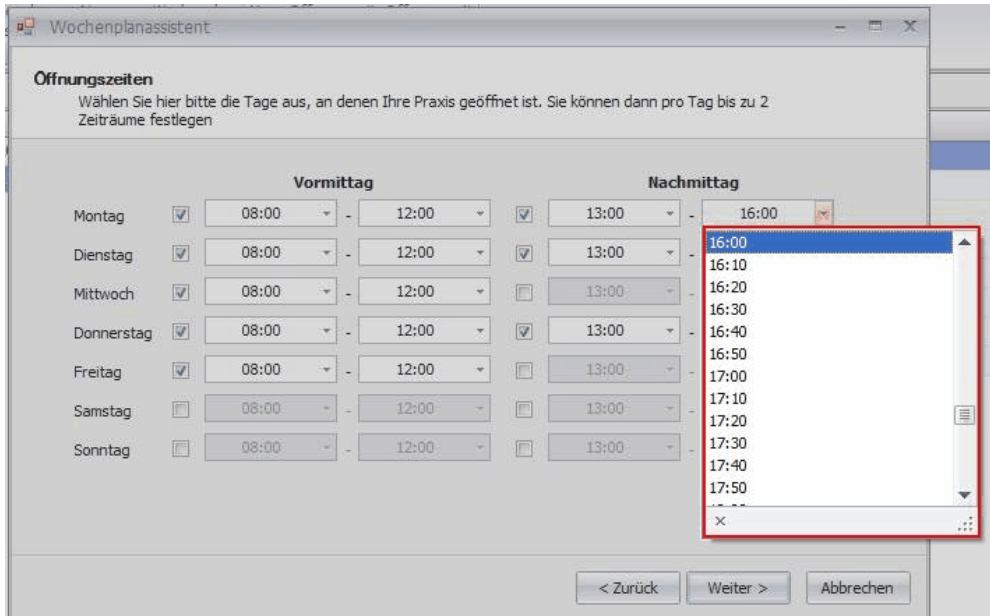 Wochenplanassistent
Öffnungszeiten
Wählen Sie hier bitte die Tage aus, an denen Ihre Praxis geöffnet ist. Sie können dann pro Tag bis zu 2
Zeiträume festlegen
Vormittag Nachmittag
Montag 08:00 - 12:00 13:00 - 16:00
Dienstag 08:00 - 12:00 13:00 -
Mittwoch 08:00 - 12:00 13:00 -
Donnerstag 08:00 - 12:00 13:00 -
Freitag 08:00 - 12:00 13:00 -
Samstag 08:00 - 12:00 13:00 -
Sonntag 08:00 - 12:00 13:00 -
16:00
16:10
16:20
16:30
16:40
16:50
17:00
17:10
17:20
17:30
17:40
17:50
< Zurück Weiter > Abbrechen